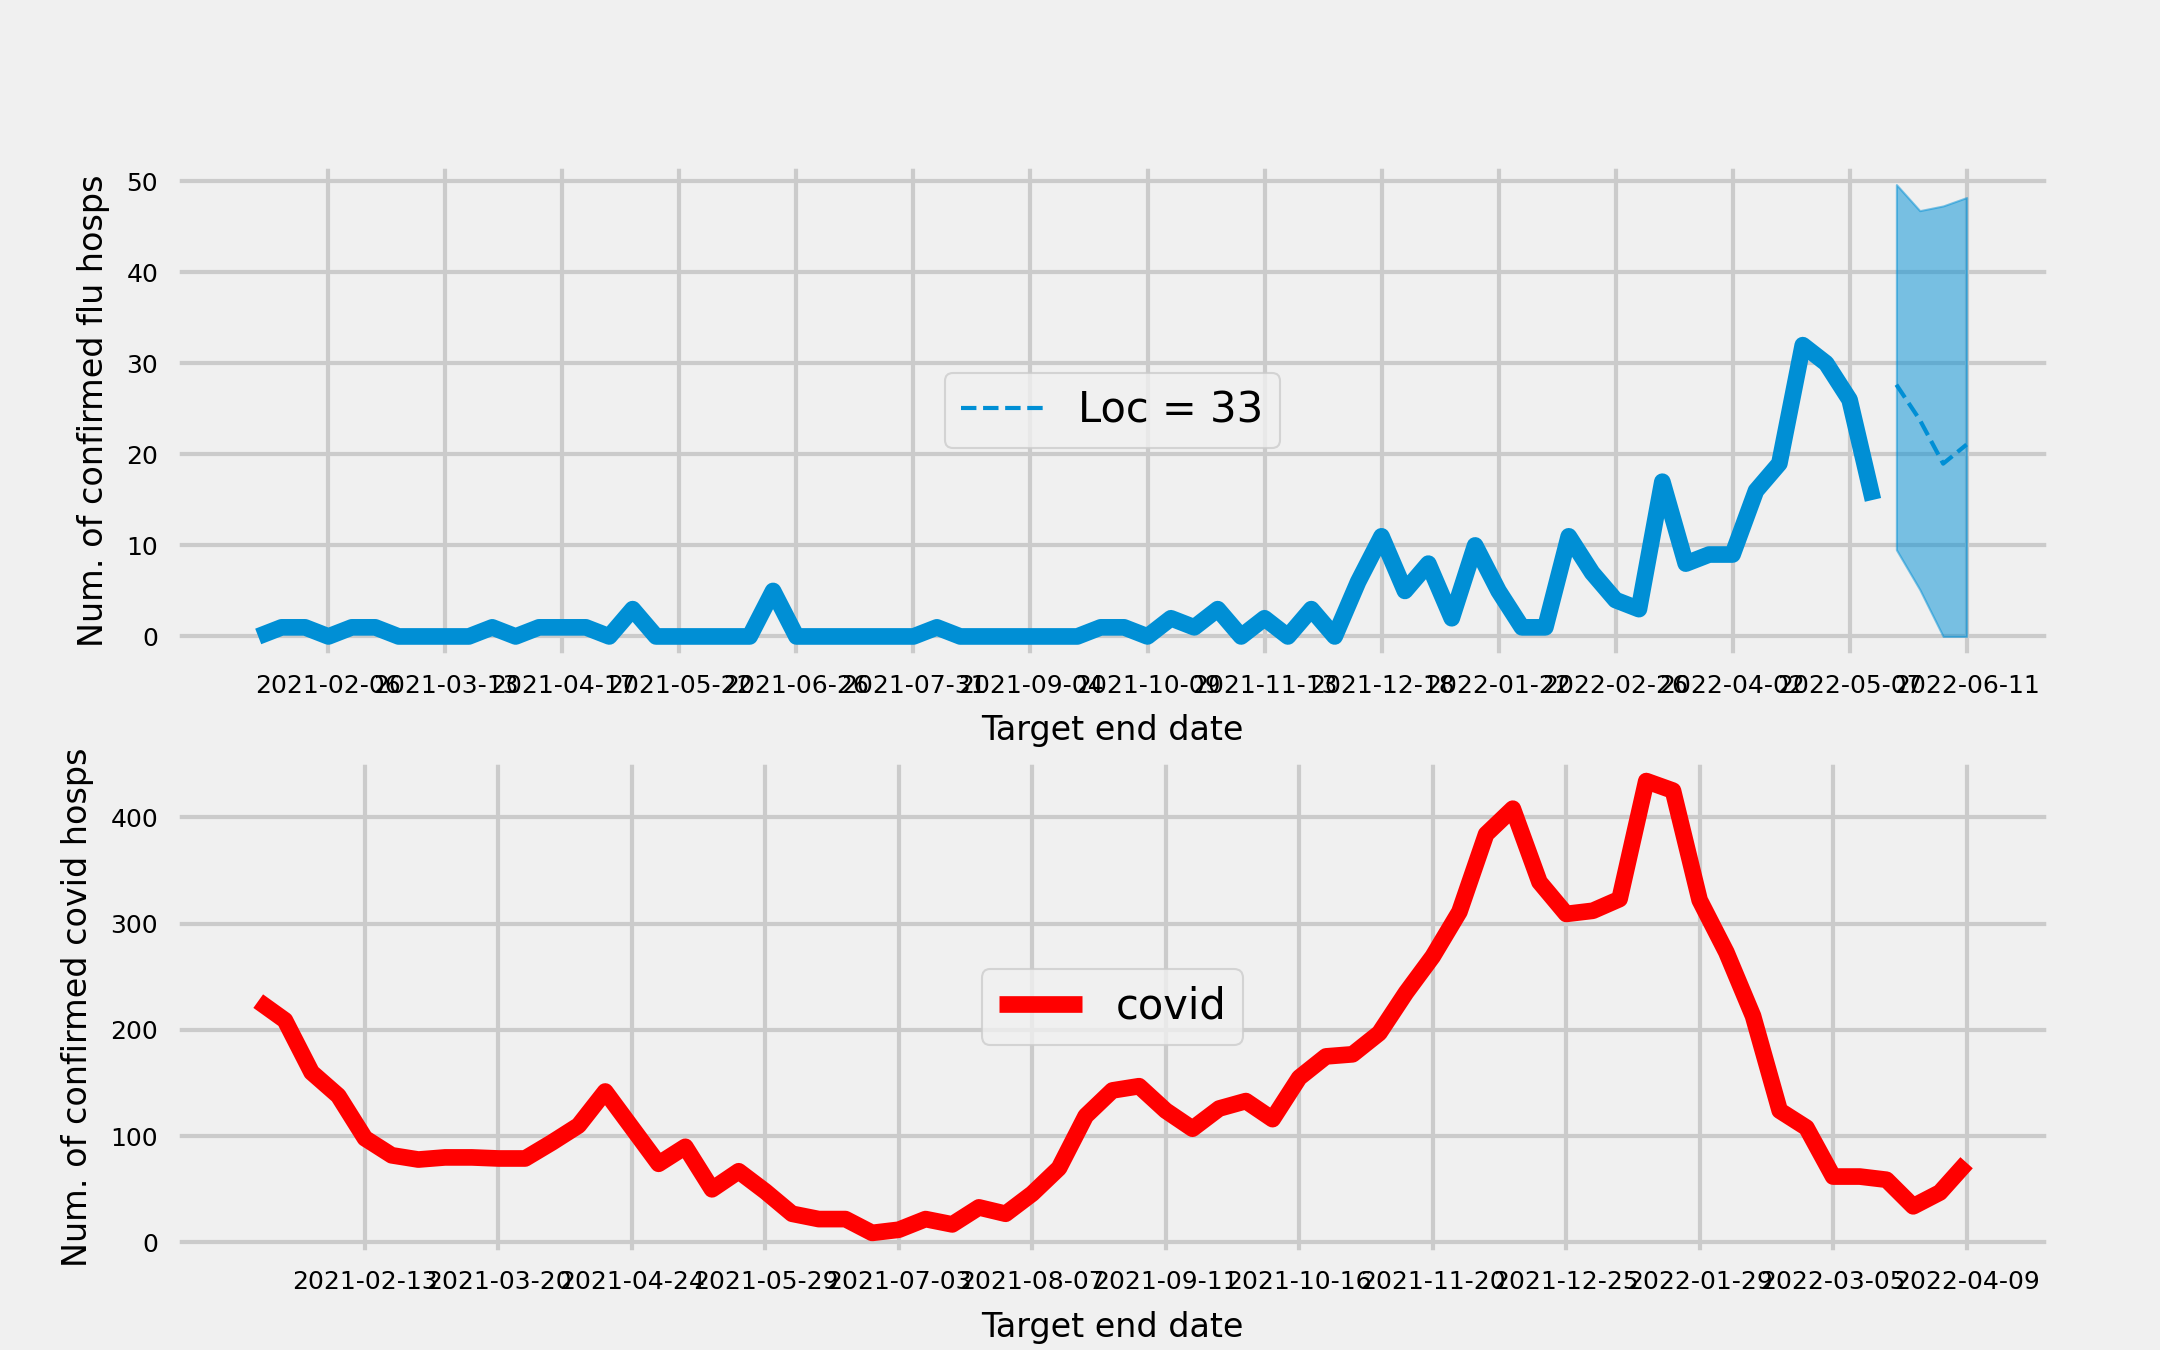 Num. of confirmed flu hosps
50
40
30
20
10
0
Loc = 33
2021-02-06 2021-03-13 2021-04-17 2021-05-22 2021-06-26 2021-07-31 2021-09-04 2021-10-09 2021-11-13 2021-12-18 2022-01-22 2022-02-26 2022-04-02 2022-05-07 2022-06-11
Target end date
Num. of confirmed covid hosps
400
300
200
100
0
covid
2021-02-13 2021-03-20 2021-04-24 2021-05-29 2021-07-03 2021-08-07 2021-09-11 2021-10-16 2021-11-20 2021-12-25 2022-01-29 2022-03-05 2022-04-09
Target end date